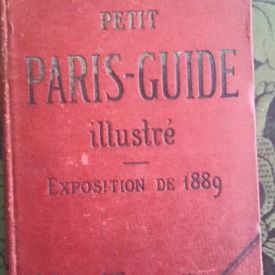 PETIT
PARIS-GUIDE
illustré
EXPOSITION DE 1889